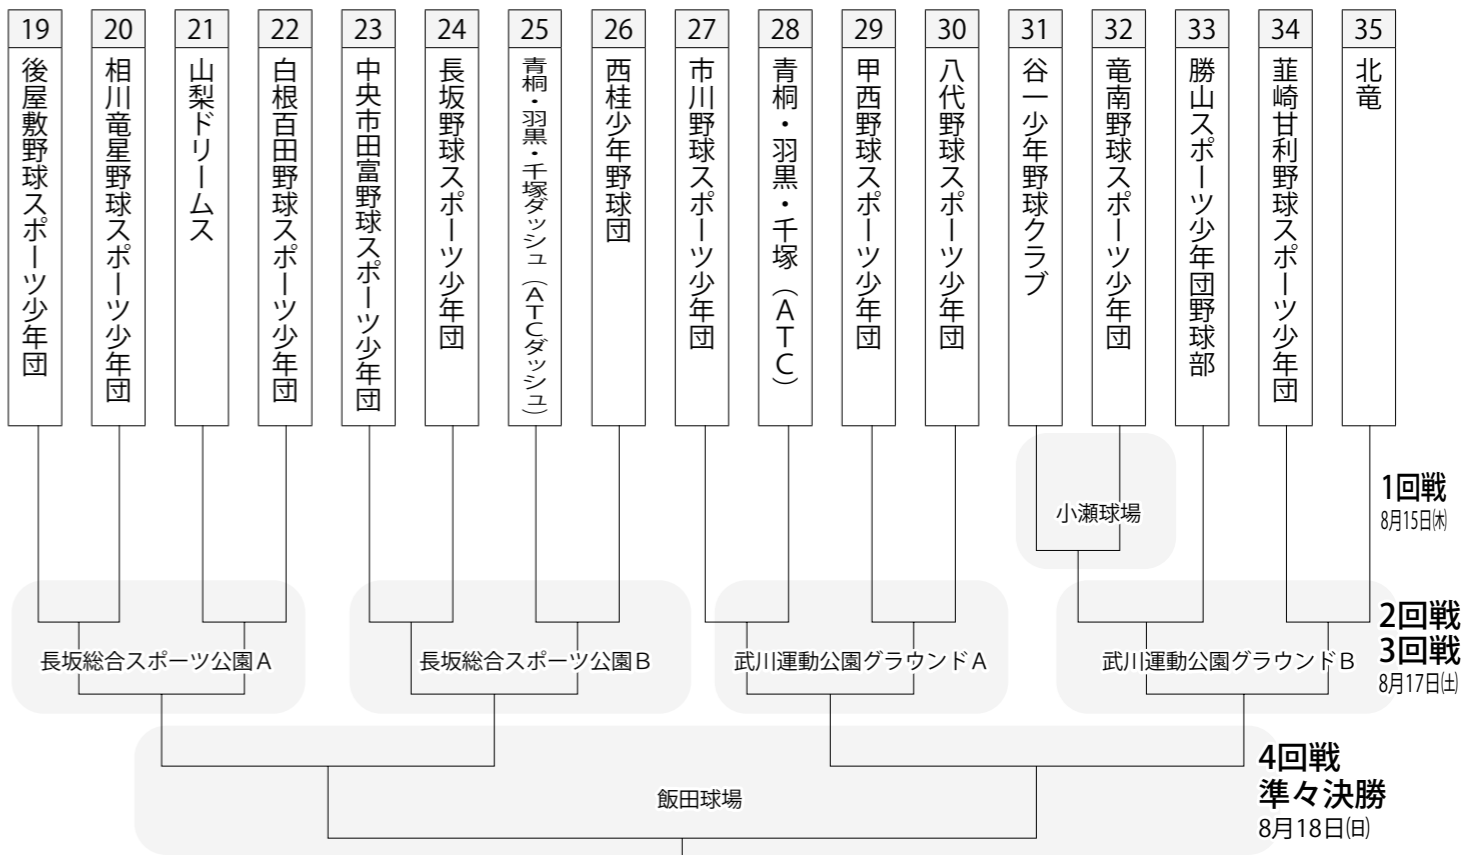 19
後屋敷野球スポーツ少年団
20
相川竜星野球スポーツ少年団
21
山梨ドリームス
22
白根百田野球スポーツ少年団
23
中央市田富野球スポーツ少年団
24
長坂野球スポーツ少年団
25
青桐・羽黒・千塚ダッシュ（ATCダッシュ）
26
西桂少年野球団
27
市川野球スポーツ少年団
28
青桐・羽黒・千塚（ATC）
29
甲西野球スポーツ少年団
30
八代野球スポーツ少年団
31
谷一少年野球クラブ
32
竜南野球スポーツ少年団
33
勝山スポーツ少年団野球部
34
韮崎甘利野球スポーツ少年団
35
北竜
小瀬球場
1回戦
8月15日㈭
長坂総合スポーツ公園A
長坂総合スポーツ公園B
武川運動公園グラウンドA
武川運動公園グラウンドB
2回戦
3回戦
8月17日㈯
飯田球場
4回戦
準々決勝
8月18日㈰